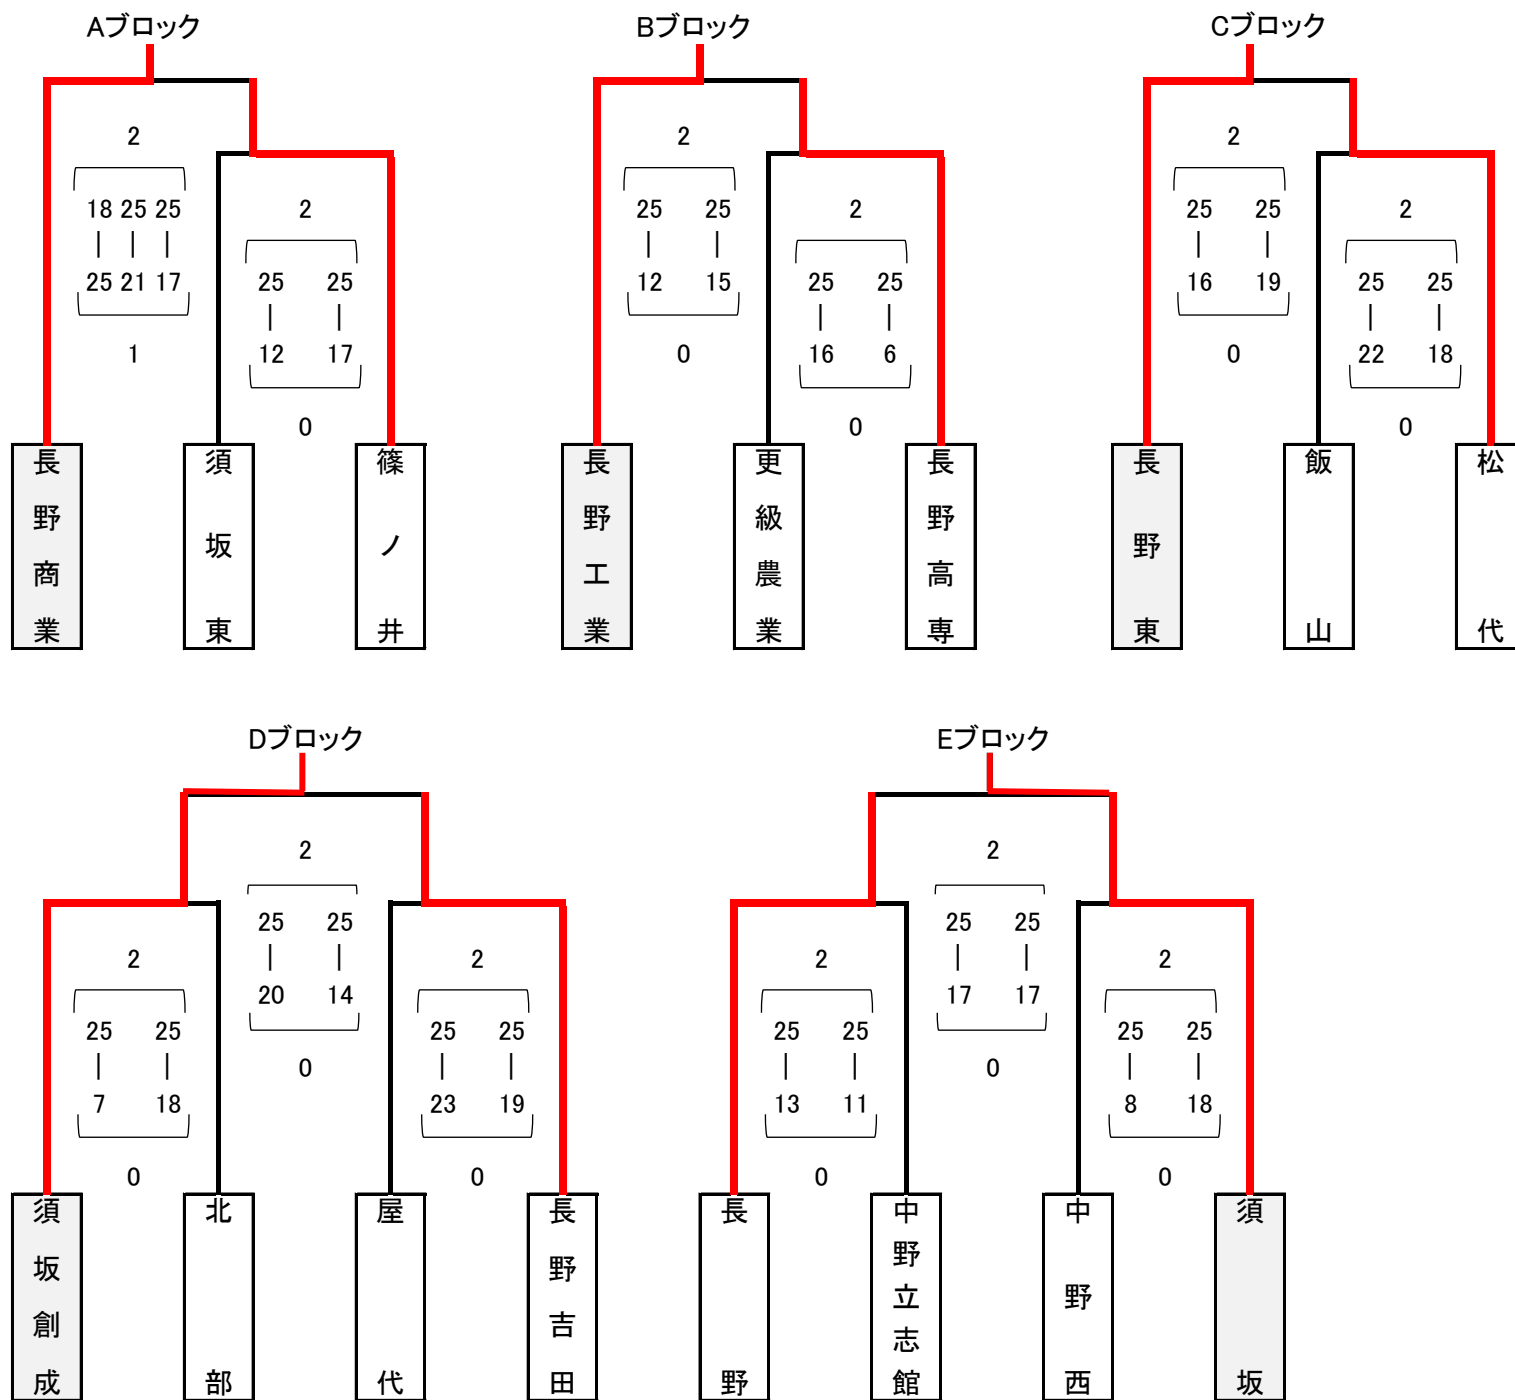 Aブロック
Bブロック
Cブロック
2
2
2
18 25 25
2
25 25
2
25 25
2
| | |
| |
| |
25 21 17
25 25
12 15
25 25
16 19
25 25
| |
| |
| |
1
12 17
0
16 6
0
22 18
0
0
0
長野商業
須坂東
篠ノ井
長野工業
更級農業
長野高専
長野東
飯山
松代
Dブロック
Eブロック
2
2
25 25
25 25
| |
| |
2
20 14
2
2
17 17
2
25 25
25 25
25 25
25 25
| |
0
| |
| |
0
| |
7 18
23 19
13 11
8 18
0
0
0
0
須坂創成
北部
屋代
長野吉田
長野
中野立志館
中野西
須坂